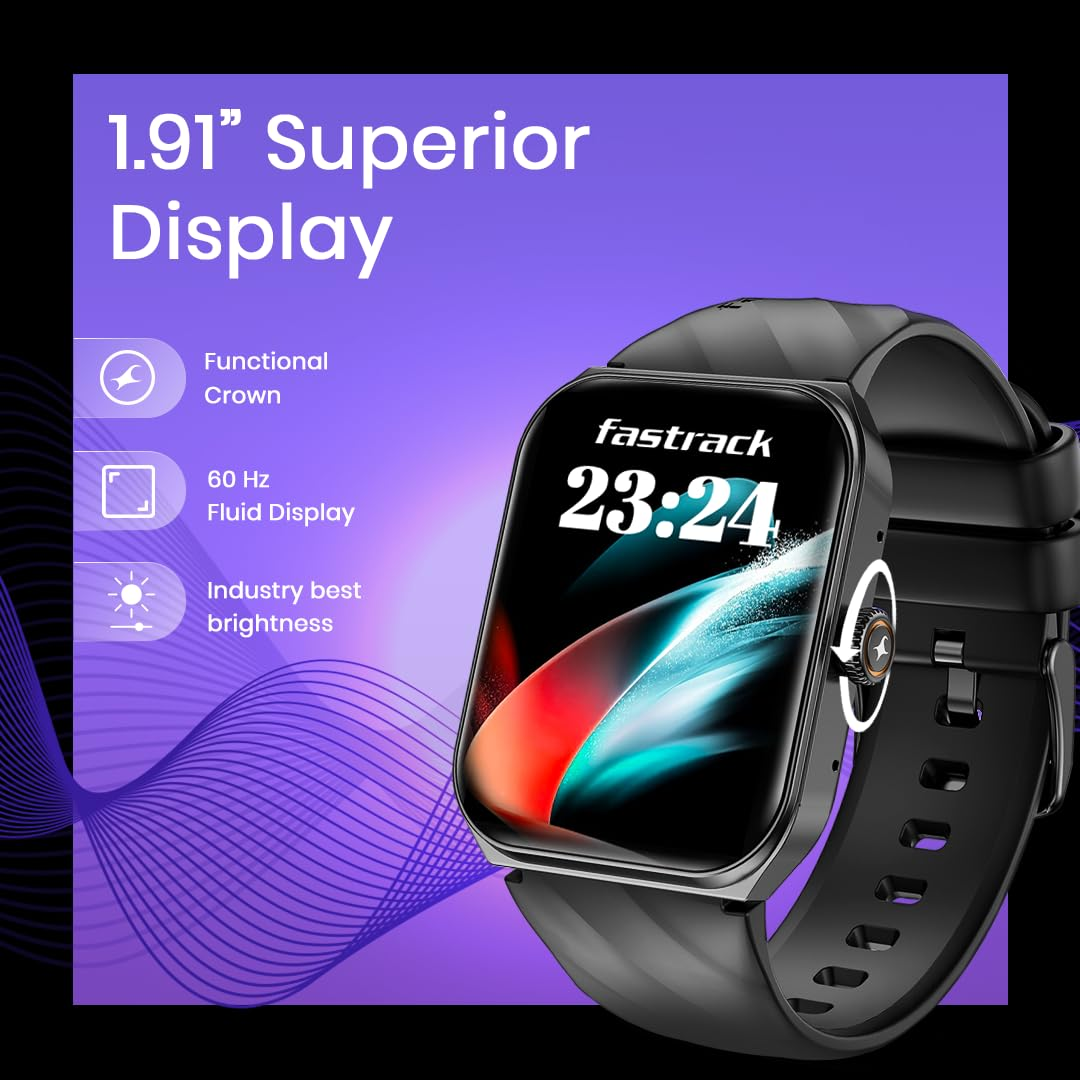 1.91” Superior
Display
Functional
Crown
60 Hz
Fluid Display
Industry best
brightness
fastrack
23:24